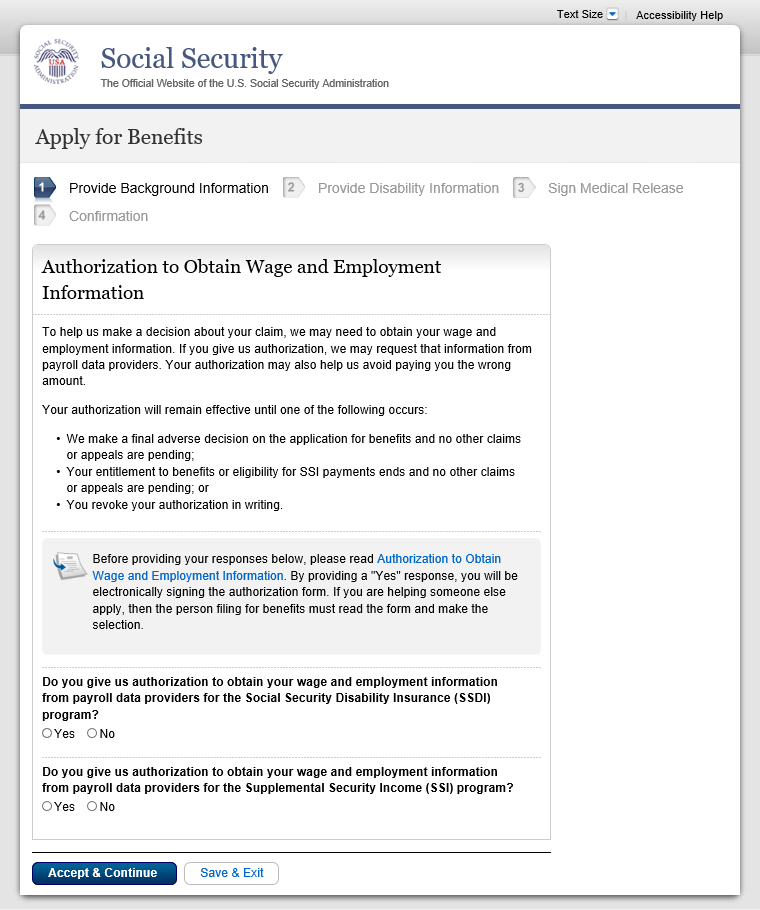 Text Size
Accessibility Help
SOCIAL SECURITY ADMINISTRATION
USA
Social Security
The Official Website of the U.S. Social Security Administration
Apply for Benefits
1 Provide Background Information 2 Provide Disability Information 3 Sign Medical Release
4 Confirmation
Authorization to Obtain Wage and Employment
Information
To help us make a decision about your claim, we may need to obtain your wage and
employment information. If you give us authorization, we may request that information from
payroll data providers. Your authorization may also help us avoid paying you the wrong
amount.
Your authorization will remain effective until one of the following occurs:
• We make a final adverse decision on the application for benefits and no other claims
or appeals are pending;
• Your entitlement to benefits or eligibility for SSI payments ends and no other claims
or appeals are pending; or
• You revoke your authorization in writing.
Before providing your responses below, please read Authorization to Obtain
Wage and Employment Information. By providing a "Yes" response, you will be
electronically signing the authorization form. If you are helping someone else
apply, then the person filing for benefits must read the form and make the
selection.
Do you give us authorization to obtain your wage and employment information
from payroll data providers for the Social Security Disability Insurance (SSDI)
program?
Yes No
Do you give us authorization to obtain your wage and employment information
from payroll data providers for the Supplemental Security Income (SSI) program?
Yes No
Accept & Continue Save & Exit